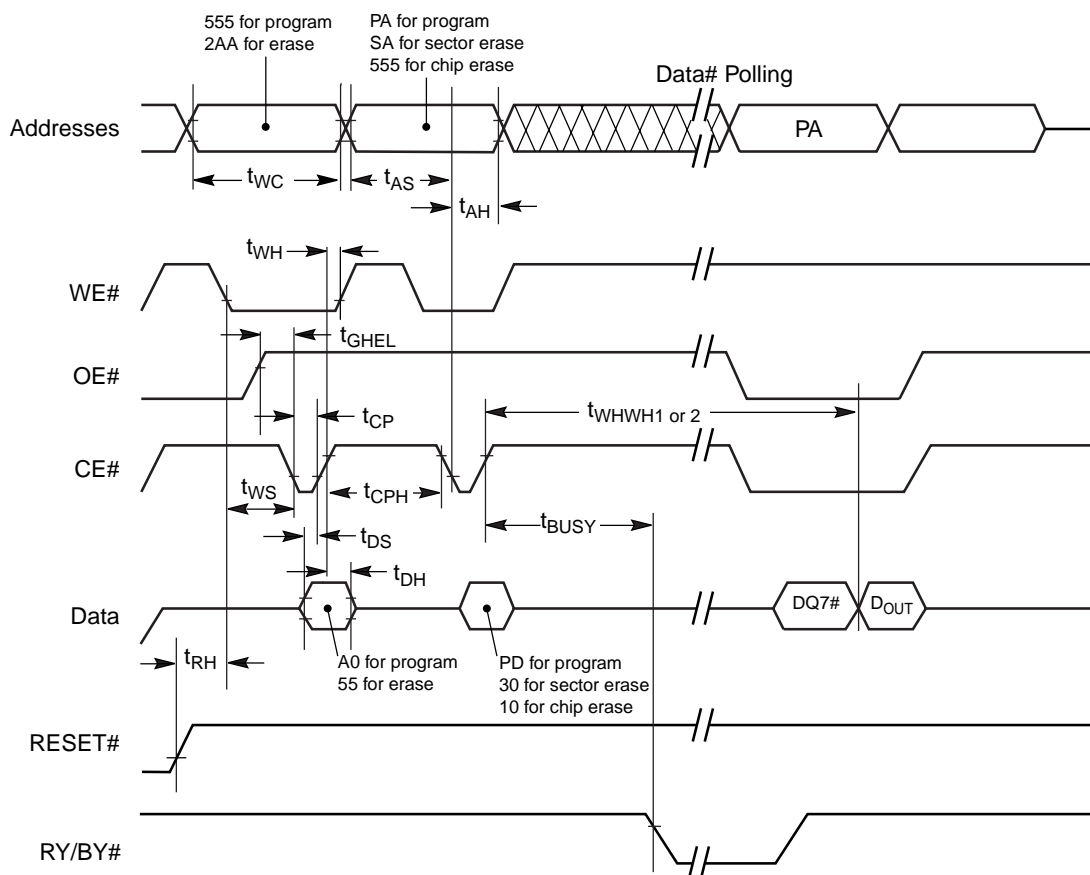 555 for program
2AA for erase
PA for program
SA for sector erase
555 for chip erase
Data# Polling
Addresses
PA
tWC
tAS
tAH
tWH
WE#
tGHEL
OE#
tWHWH1 or 2
tCP
CE#
tWS
tCPH
tBUSY
tDS
tDH
Data
DQ7#
DOUT
tRH
A0 for program
55 for erase
PD for program
30 for sector erase
10 for chip erase
RESET#
RY/BY#